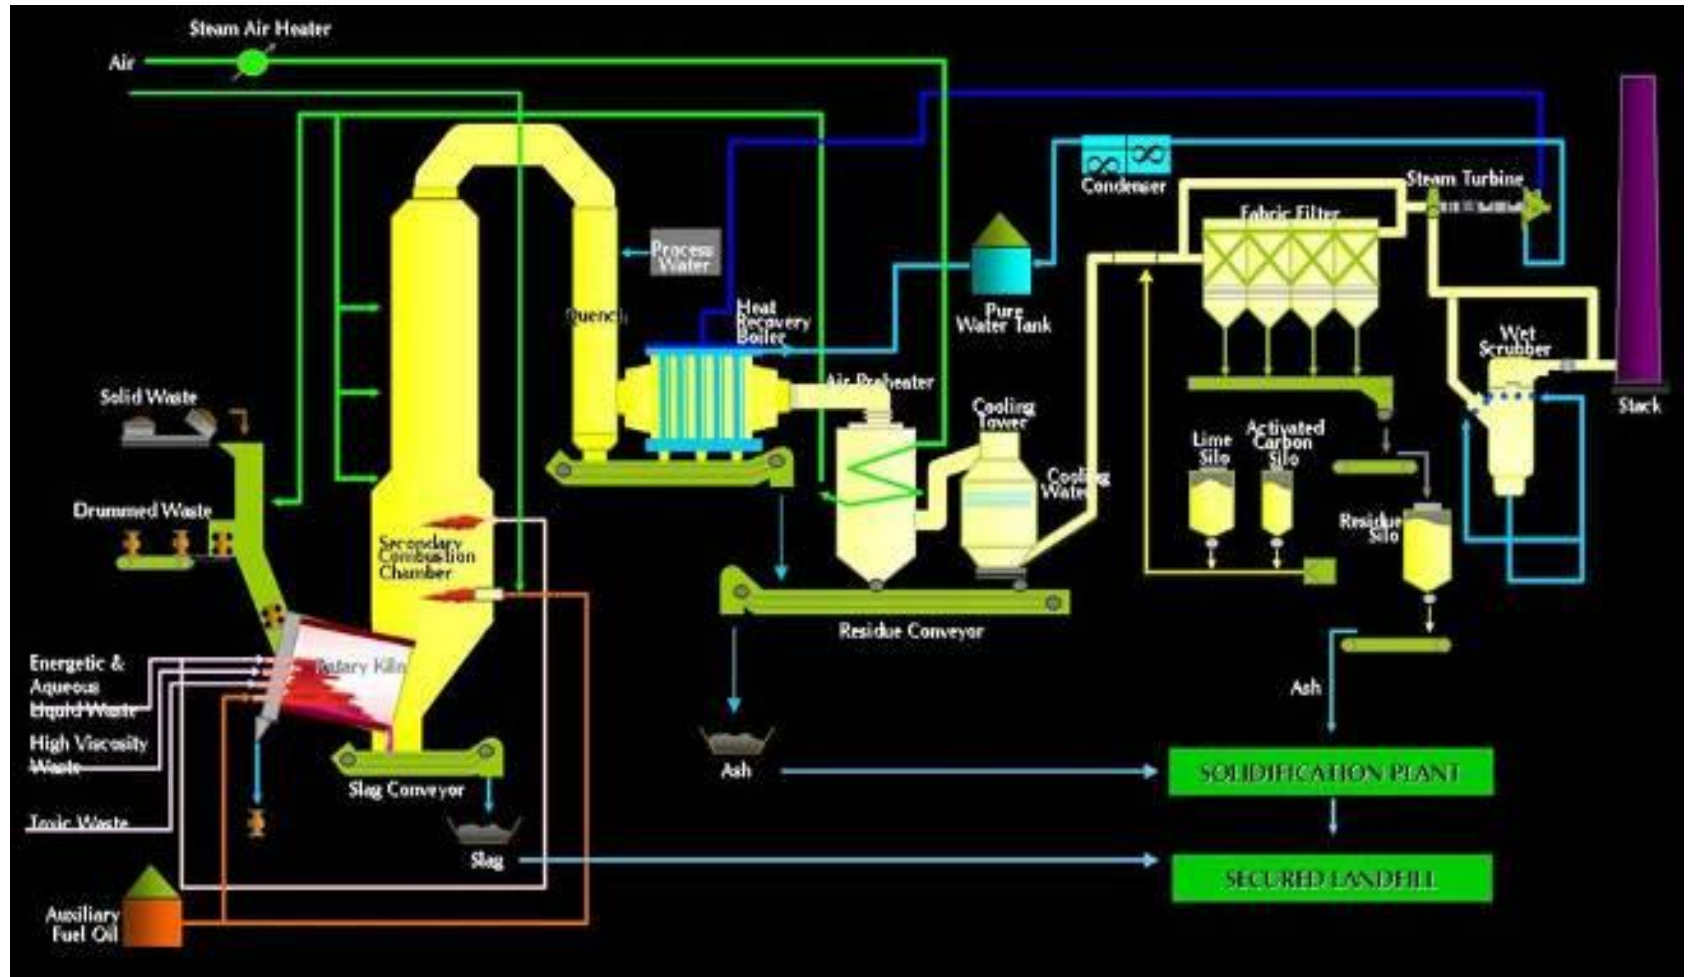 Steam Air Heater
Air
Condenser
Steam Turbine
Fabric Filter
Process
Water
Quench
Heat
Recovery
Boiler
Pure
Water Tank
Wet
Scrubber
Stack
Air Preheater
Cooling
Tower
Cooling
Water
Lime
Silo
Activated
Carbon
Silo
Residue
Silo
Solid Waste
Drummed Waste
Secondary
Combustion
Chamber
Rotary Kiln
Residue Conveyor
Energetic &
Aqueous
Liquid Waste
High Viscosity
Waste
Toxic Waste
Slag Conveyor
Ash
Ash
Slag
SOLIDIFICATION PLANT
SECURED LANDFILL
Auxiliary
Fuel Oil